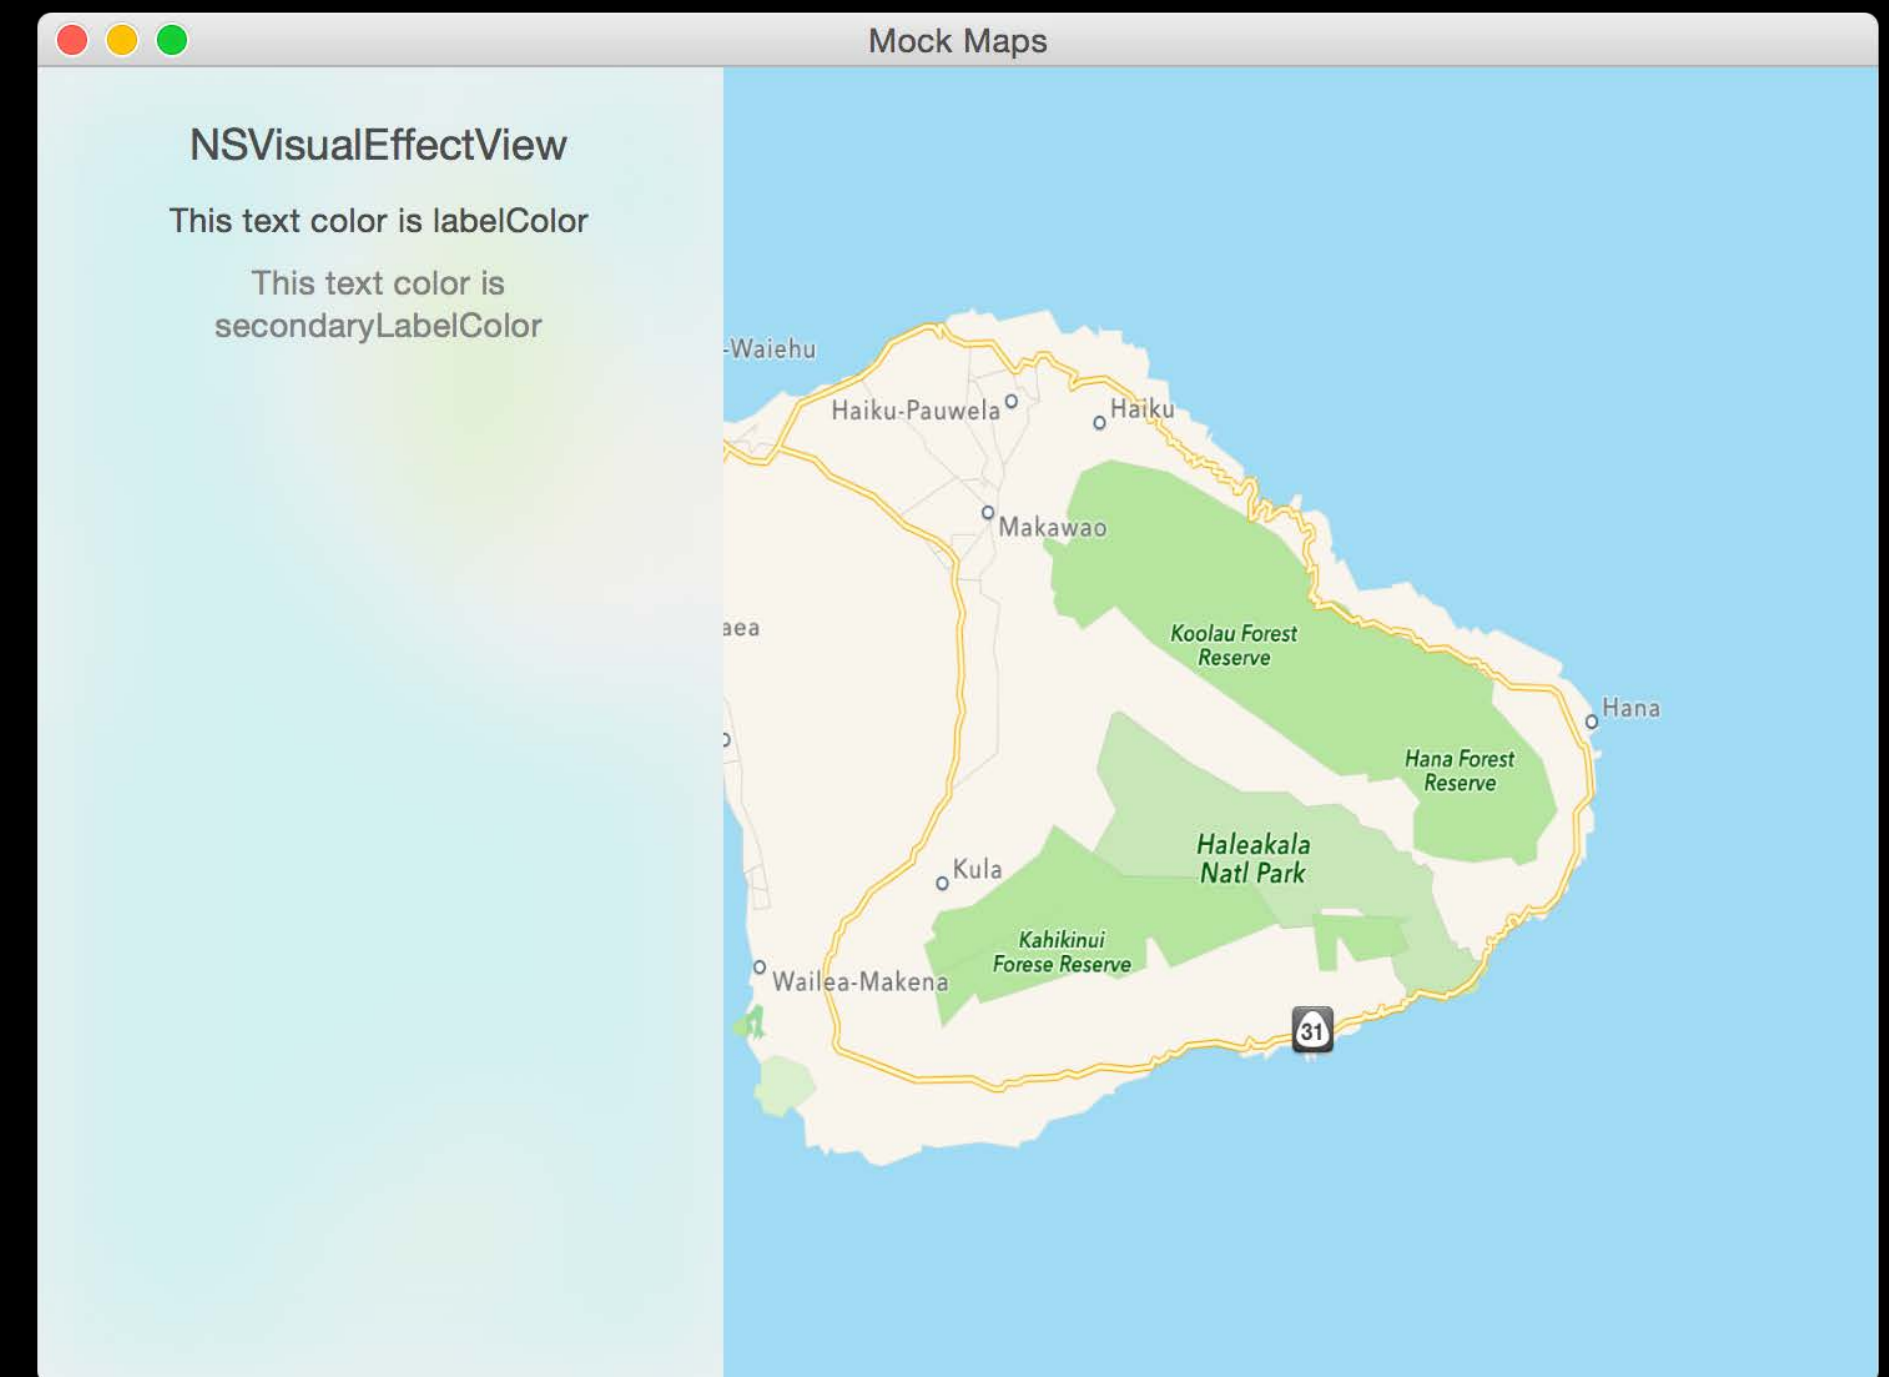 Mock Maps
NSVisualEffectView
This text color is labelColor
This text color is
secondaryLabelColor
-Waiehu
Haiku-Pauwela
Haiku
Makawao
aea
Koolau Forest
Reserve
Hana
Hana Forest
Reserve
Haleakala
Natl Park
Kula
Kahikinui
Forese Reserve
Wailea-Makena
31